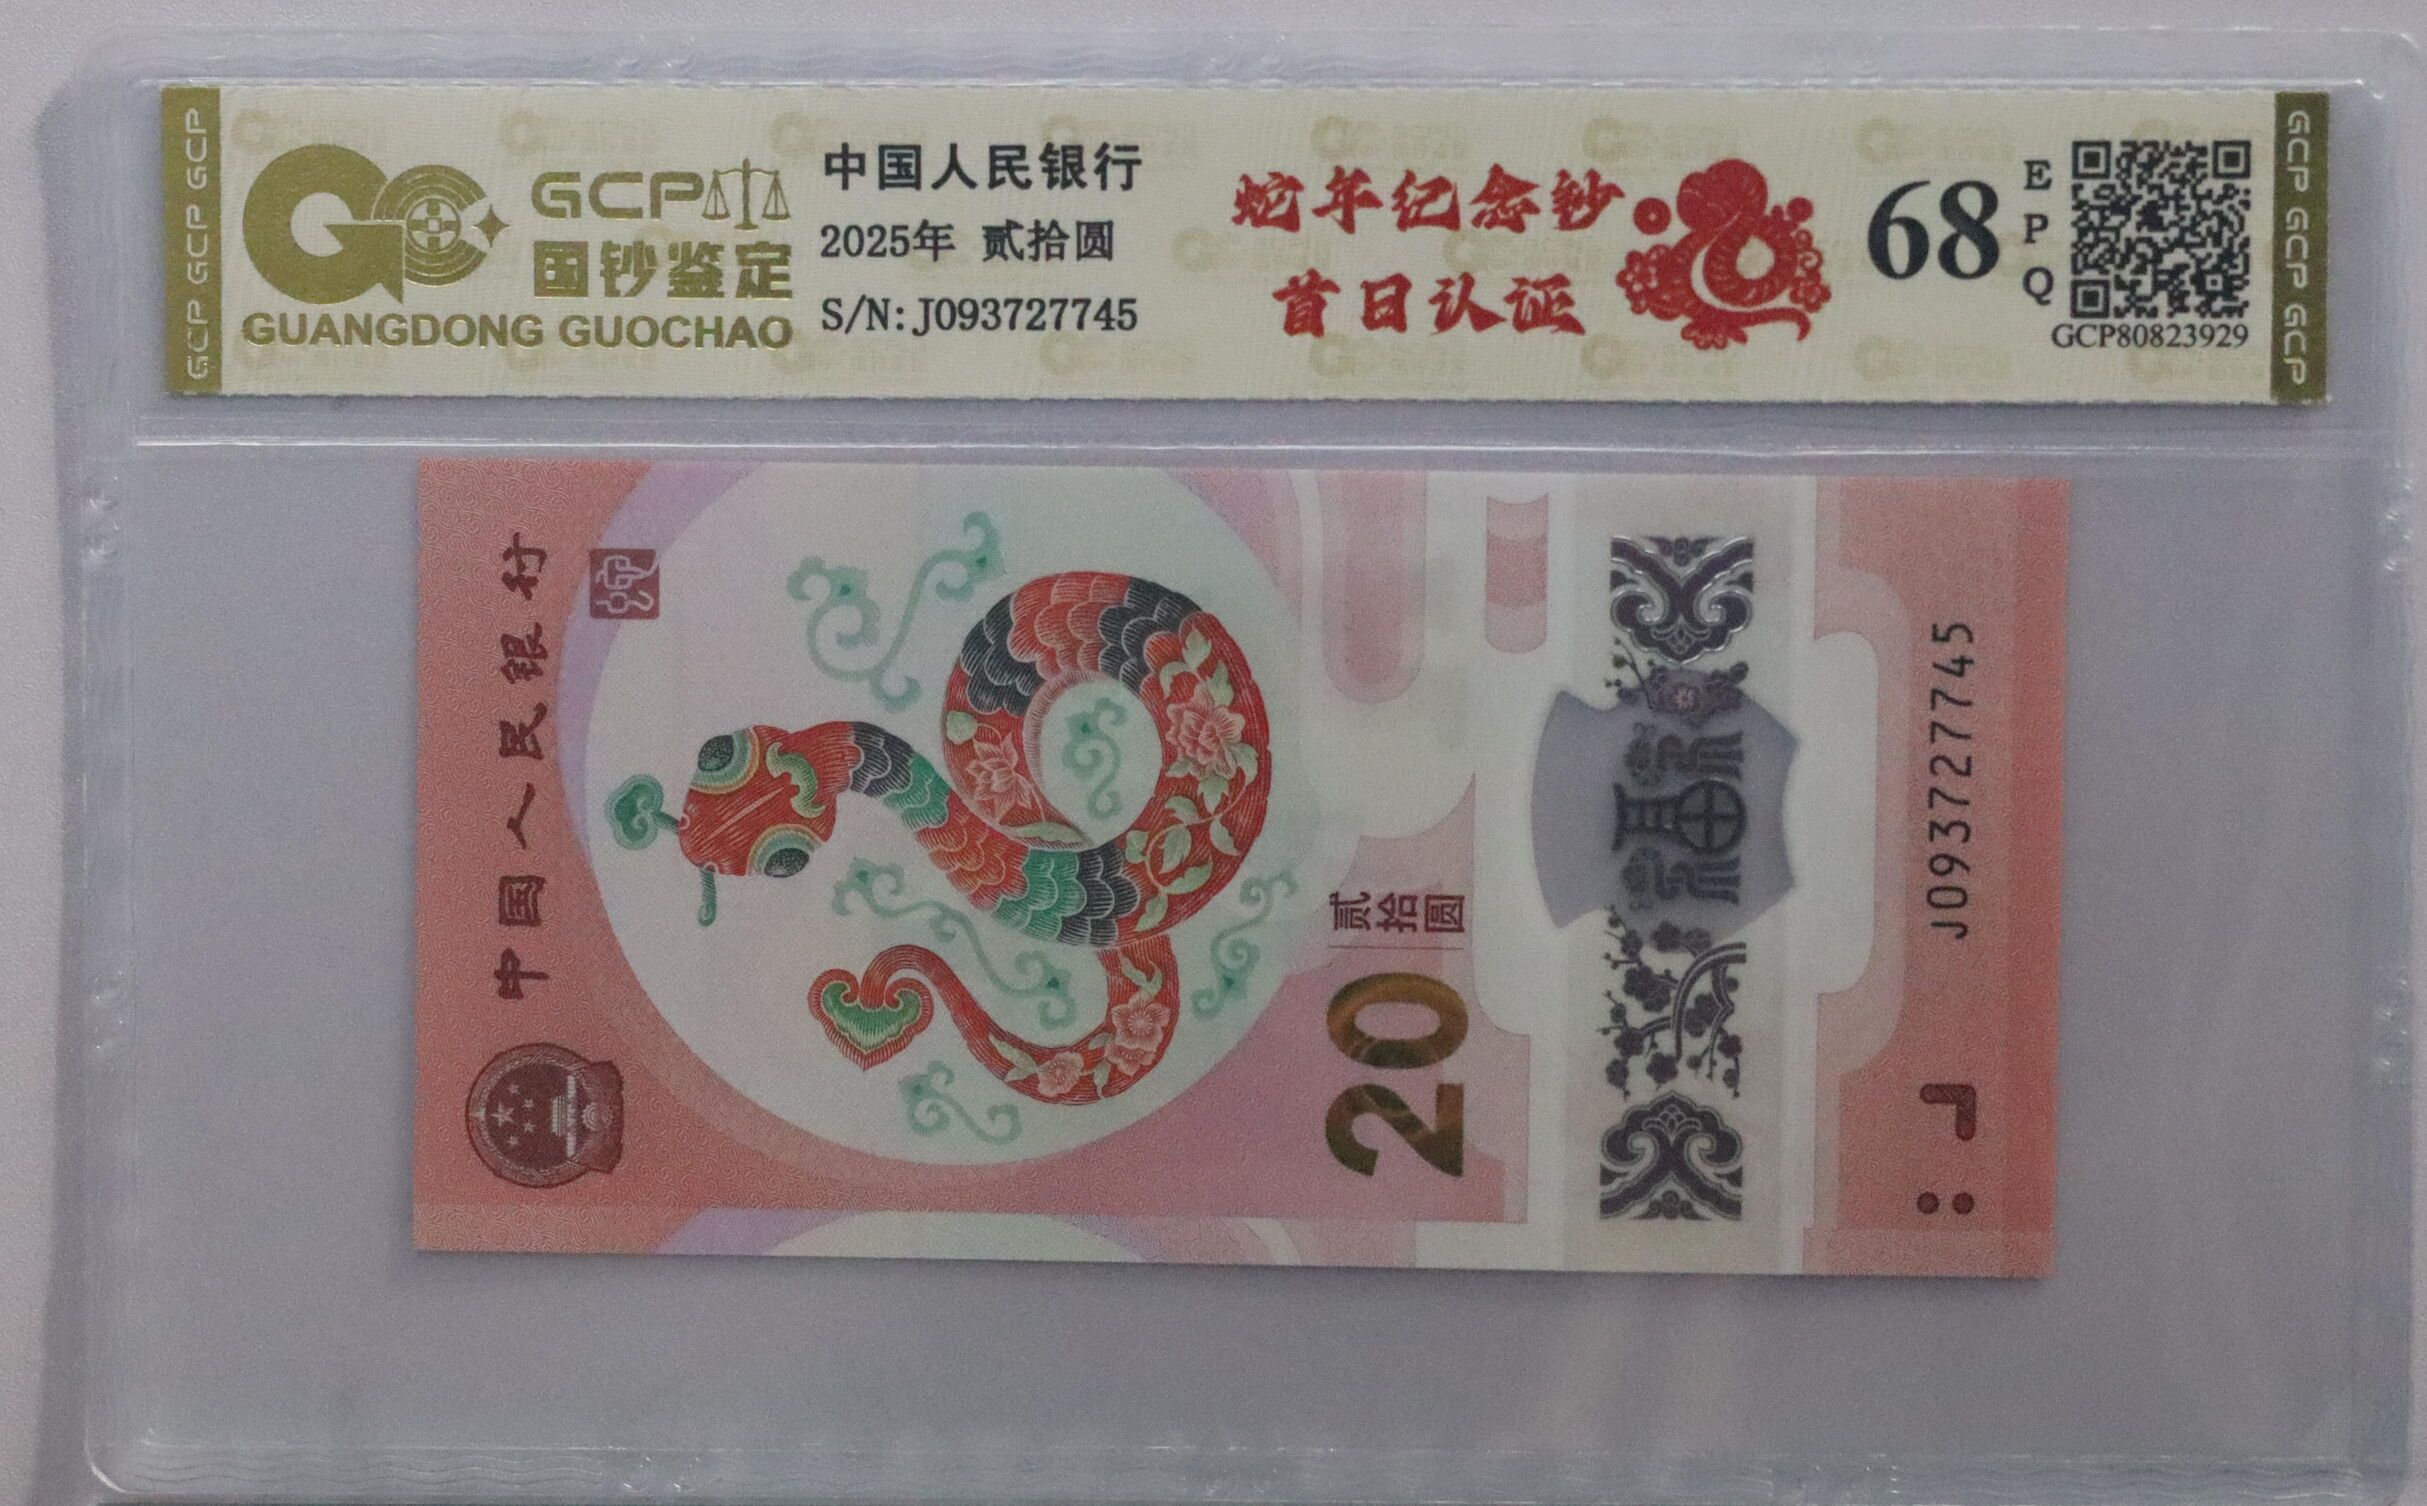 GCP GCP GCP
GCP
国钞鉴定
GUANGDONG GUOCHAO
中国人民银行
2025年 贰拾圆
S/N:J093727745
蛇年纪念钞
首日认证
68
EPQ
GCP80823929
GCP GCP GCP
中国人民银行
20
贰拾圆
福
J093727745